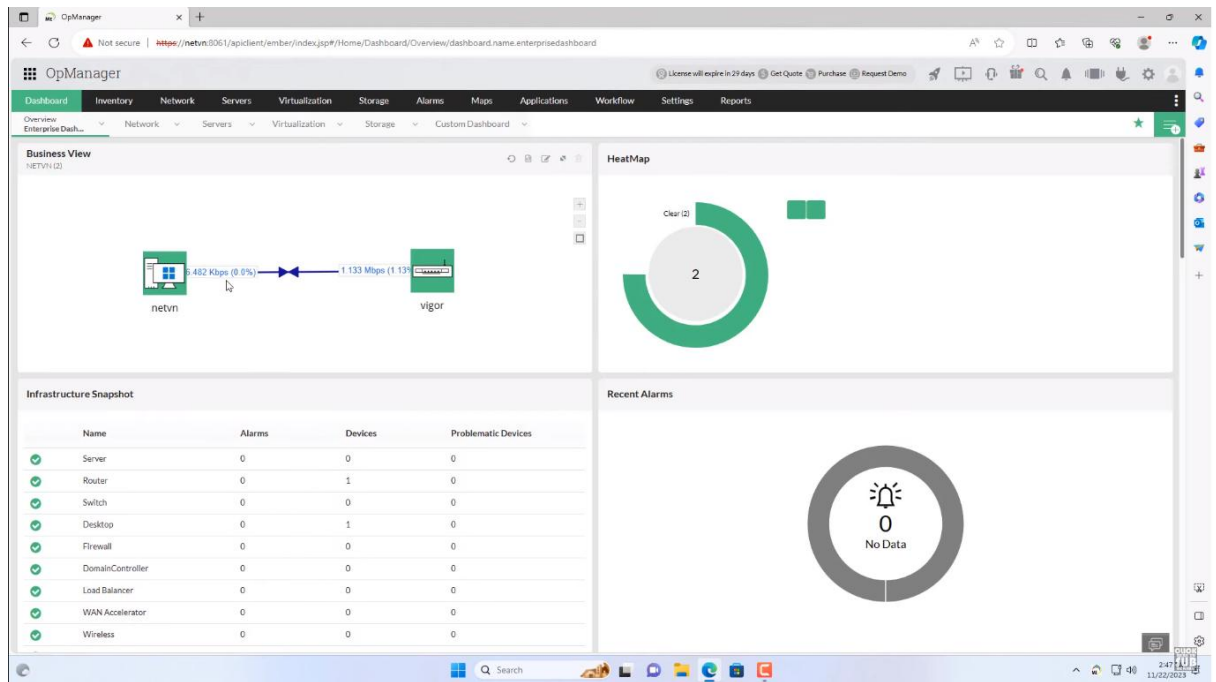 OpManager
Not secure https://netvn:8061/apiclient/ember/index.jsp#/Home/Dashboard/Overview/dashboard.name.enterprisedashboard
OpManager License will expire in 29 days Get Quote Purchase Request Demo
Dashboard Inventory Network Servers Virtualization Storage Alarms Maps Applications Workflow Settings Reports
Overview
Enterprise Dash... Network Servers Virtualization Storage Custom Dashboard
Business View
NETVN (2)
HeatMap
6.482 Kbps (0.0%) 1.133 Mbps (1.13%
netvn vigor
Clear (2)
2
Infrastructure Snapshot
Name Alarms Devices Problematic Devices
Server 0 0 0
Router 0 1 0
Switch 0 0 0
Desktop 0 1 0
Firewall 0 0 0
DomainController 0 0 0
Load Balancer 0 0 0
WAN Accelerator 0 0 0
Wireless 0 0 0
Recent Alarms
0
No Data
Search
11/22/2023